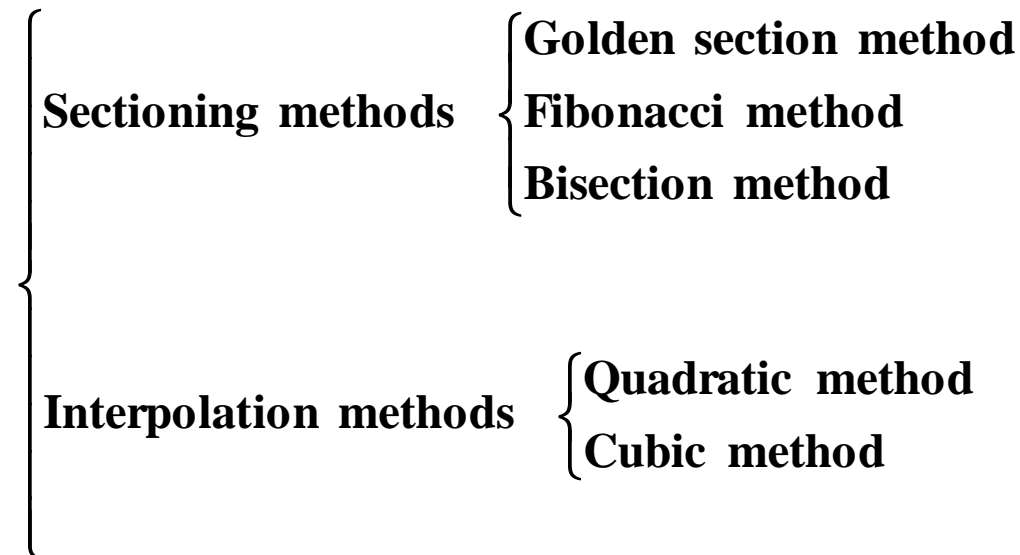 Golden section method
Sectioning methods
Fibonacci method
Bisection method
Quadratic method
Interpolation methods
Cubic method